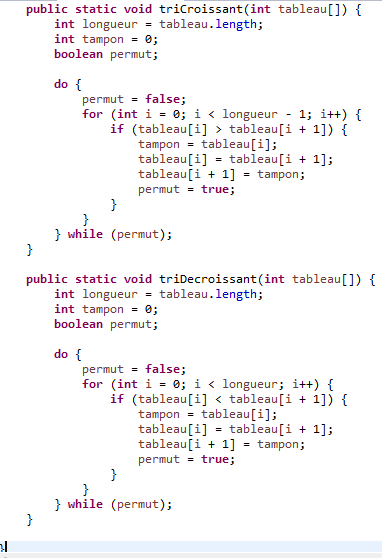 public static void triCroissant(int tableau[]) {
int longueur = tableau.length;
int tampon = 0;
boolean permut;
do {
permut = false;
for (int i = 0; i < longueur - 1; i++) {
if (tableau[i] > tableau[i + 1]) {
tampon = tableau[i];
tableau[i] = tableau[i + 1];
tableau[i + 1] = tampon;
permut = true;
}
}
} while (permut);
}
public static void triDecroissant(int tableau[]) {
int longueur = tableau.length;
int tampon = 0;
boolean permut;
do {
permut = false;
for (int i = 0; i < longueur; i++) {
if (tableau[i] < tableau[i + 1]) {
tampon = tableau[i];
tableau[i] = tableau[i + 1];
tableau[i + 1] = tampon;
permut = true;
}
}
} while (permut);
}
}